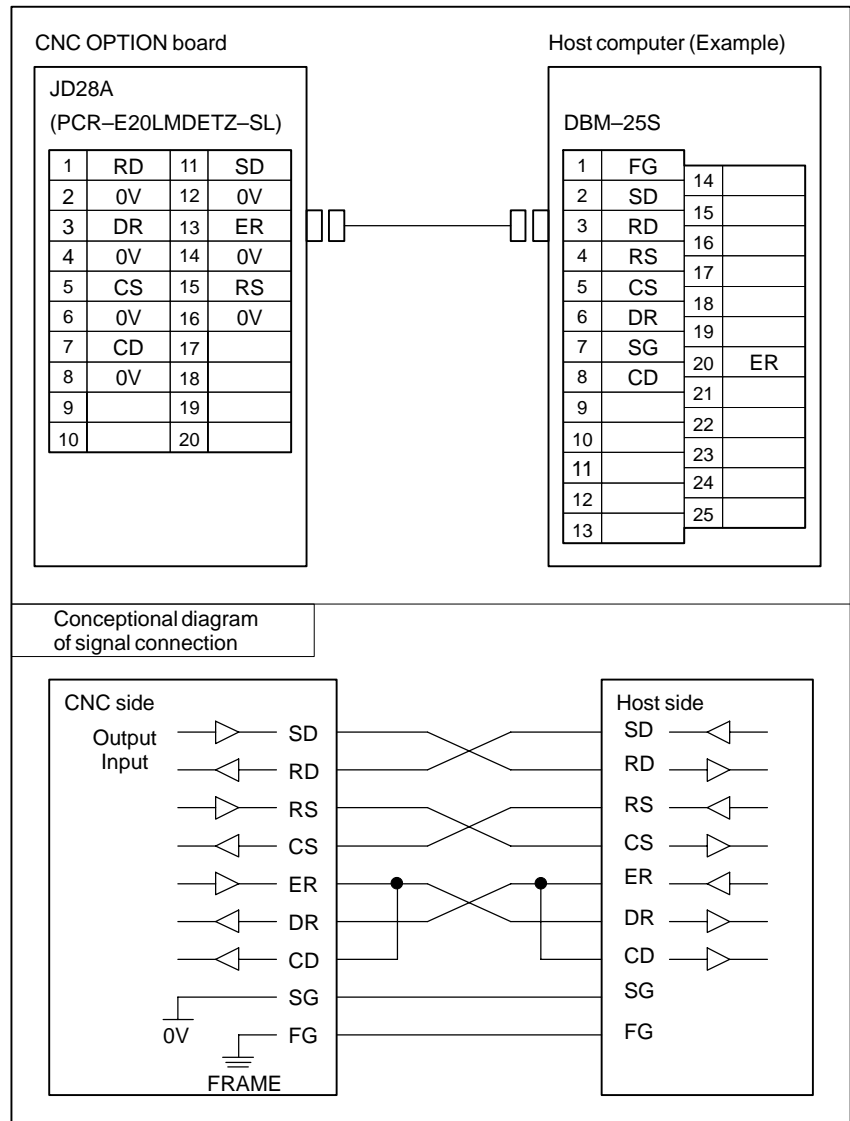 CNC OPTION board
Host computer (Example)
JD28A
(PCR–E20LMDETZ–SL)
1 RD 11 SD
2 0V 12 0V
3 DR 13 ER
4 0V 14 0V
5 CS 15 RS
6 0V 16 0V
7 CD 17
8 0V 18
9 19
10 20
DBM–25S
1 FG
2 SD
3 RD
4 RS
5 CS
6 DR
7 SG
8 CD
9
10
11
12
13
14
15
16
17
18
19
20 ER
21
22
23
24
25
Conceptional diagram
of signal connection
CNC side
Output
Input
SD
RD
RS
CS
ER
DR
CD
SG
FG
0V
FRAME
Host side
SD
RD
RS
CS
ER
DR
CD
SG
FG